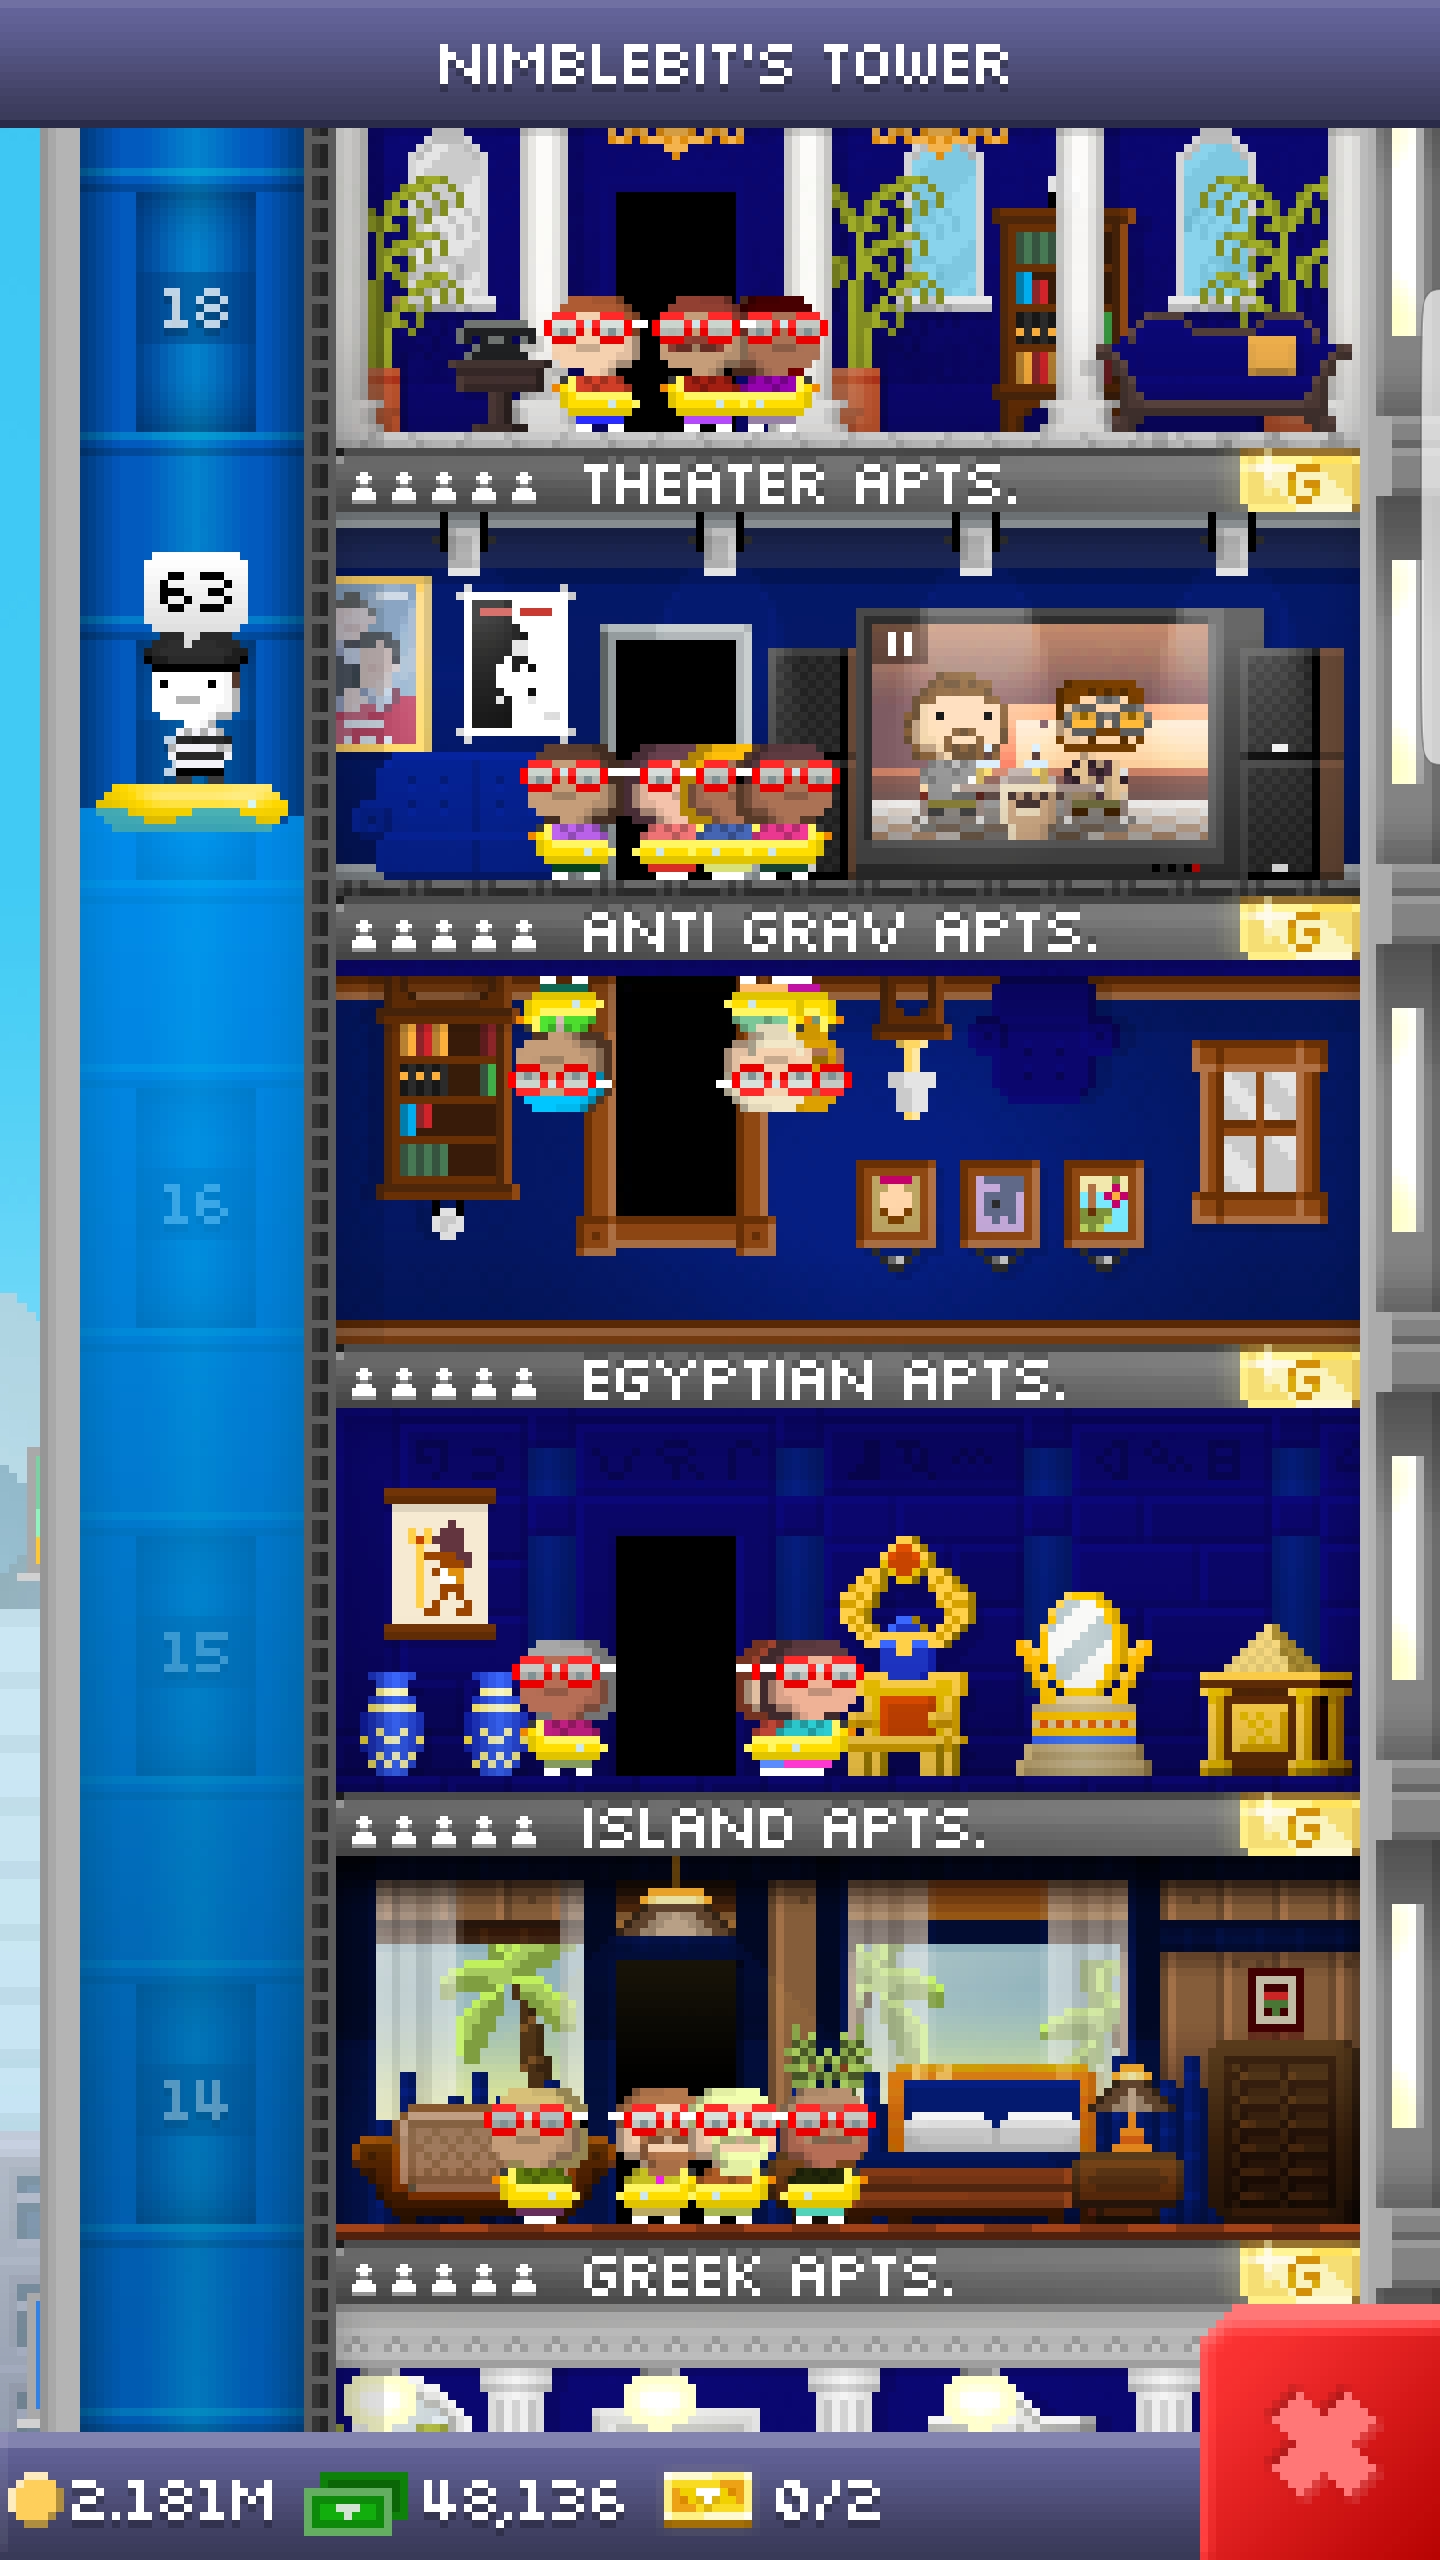 NIMBLEBIT'S TOWER
18
THEATER APTS. G
63
ANTI GRAV APTS. G
16
EGYPTIAN APTS. G
15
ISLAND APTS. G
14
GREEK APTS. G
2.181M 48,136 0/2